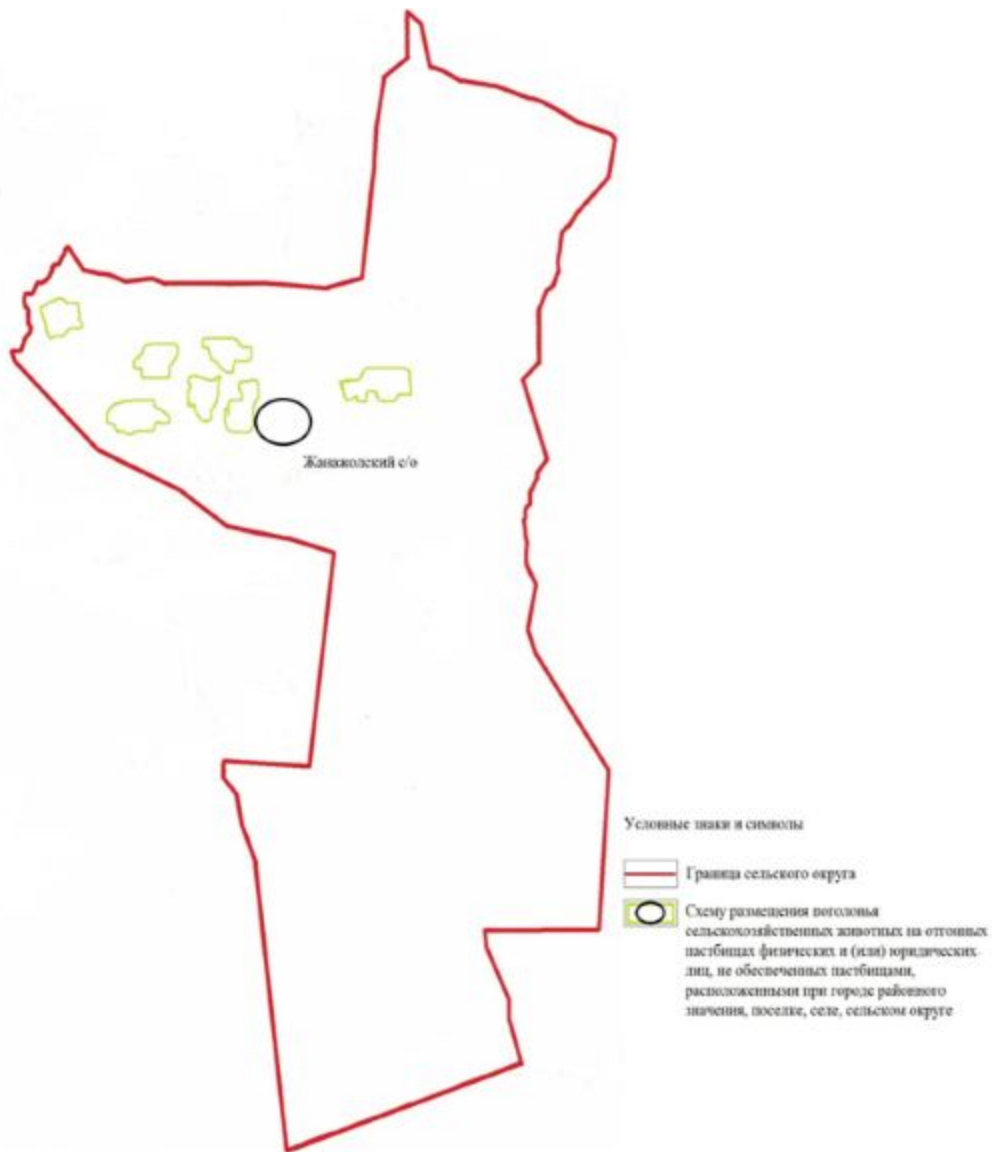 Жанажолский с/о
Условные знаки и символы
Граница сельского округа
Схему размещения поголовья
сельскохозяйственных животных на отгонных
пастбищах физических и (или) юридических
лиц, не обеспеченных пастбищами,
расположенными при городе районного
значения, поселке, селе, сельском округе